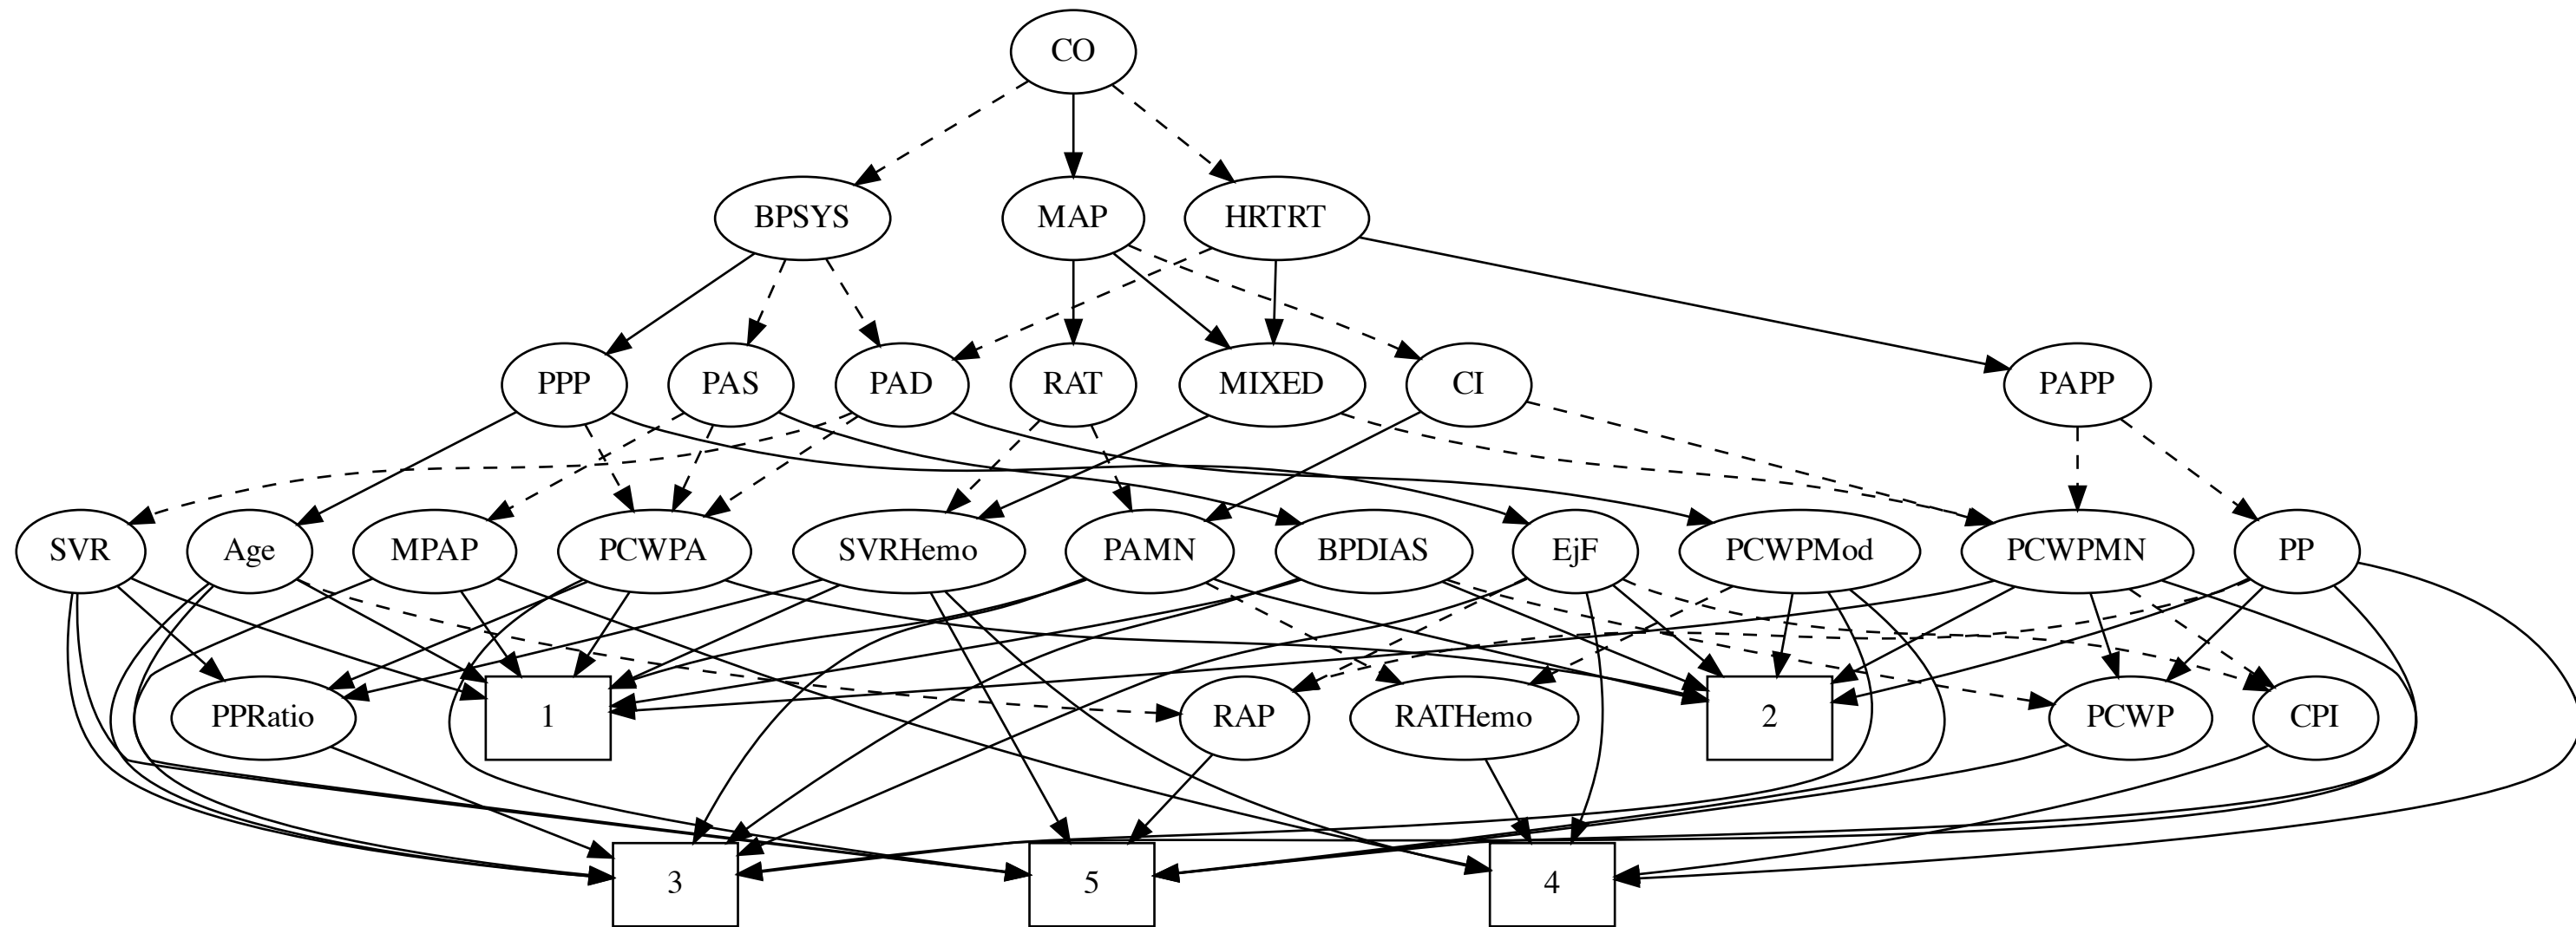 CO
BPSYS
MAP
HRTRT
PPP
PAS
PAD
RAT
MIXED
CI
PAPP
SVR
Age
MPAP
PCWPA
SVRHemo
PAMN
BPDIAS
EjF
PCWPMod
PCWPMN
PP
PPRatio
1
RAP
RATHemo
2
PCWP
CPI
3
5
4